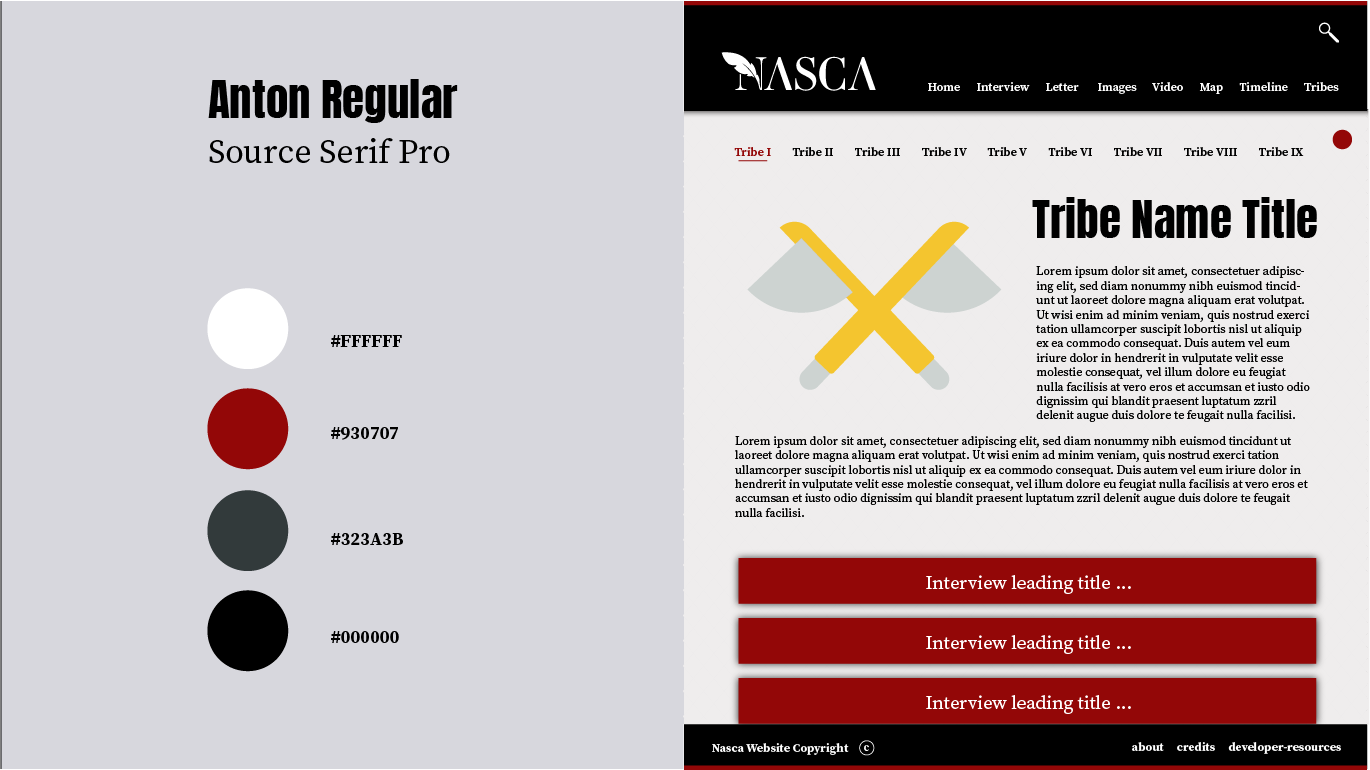 Anton Regular
Source Serif Pro
#FFFFFF
#930707
#323A3B
#000000
NASCA
Home Interview Letter Images Video Map Timeline Tribes
Tribe I Tribe II Tribe III Tribe IV Tribe V Tribe VI Tribe VII Tribe VIII Tribe IX
Tribe Name Title
Lorem ipsum dolor sit amet, consectetuer adipisc-
ing elit, sed diam nonummy nibh euismod tincid-
unt ut laoreet dolore magna aliquam erat volutpat.
Ut wisi enim ad minim veniam, quis nostrud exerci
tation ullamcorper suscipit lobortis nisl ut aliquip
ex ea commodo consequat. Duis autem vel eum
iriure dolor in hendrerit in vulputate velit esse
molestie consequat, vel illum dolore eu feugiat
nulla facilisis at vero eros et accumsan et iusto odio
dignissim qui blandit praesent luptatum zzril
delenit augue duis dolore te feugait nulla facilisi.
Lorem ipsum dolor sit amet, consectetuer adipiscing elit, sed diam nonummy nibh euismod tincidunt ut
laoreet dolore magna aliquam erat volutpat. Ut wisi enim ad minim veniam, quis nostrud exerci tation
ullamcorper suscipit lobortis nisl ut aliquip ex ea commodo consequat. Duis autem vel eum iriure dolor in
hendrerit in vulputate velit esse molestie consequat, vel illum dolore eu feugiat nulla facilisis at vero eros et
accumsan et iusto odio dignissim qui blandit praesent luptatum zzril delenit augue duis dolore te feugait
nulla facilisi.
Interview leading title ...
Interview leading title ...
Interview leading title ...
Nasca Website Copyright ©
about credits developer-resources